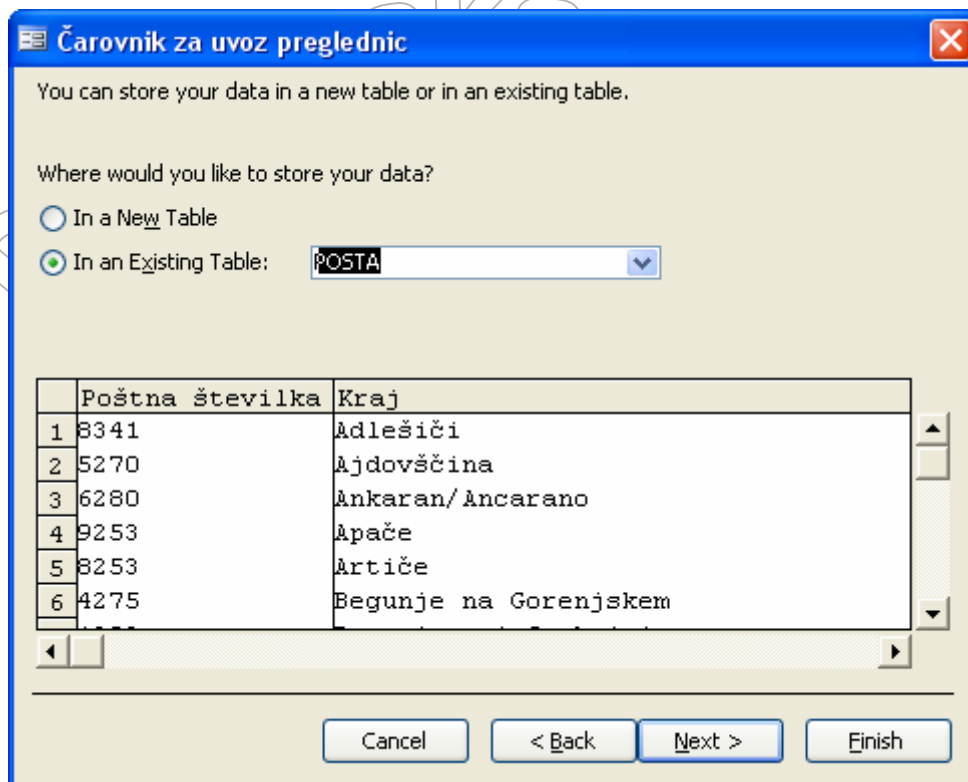 Čarovnik za uvoz preglednic
You can store your data in a new table or in an existing table.
Where would you like to store your data?
In a New Table
In an Existing Table: POSTA
Poštna številka Kraj
1 8341 Adlešiči
2 5270 Ajdovščina
3 6280 Ankaran/Ancarano
4 9253 Apače
5 8253 Artiče
6 4275 Begunje na Gorenjskem
Cancel < Back Next > Finish